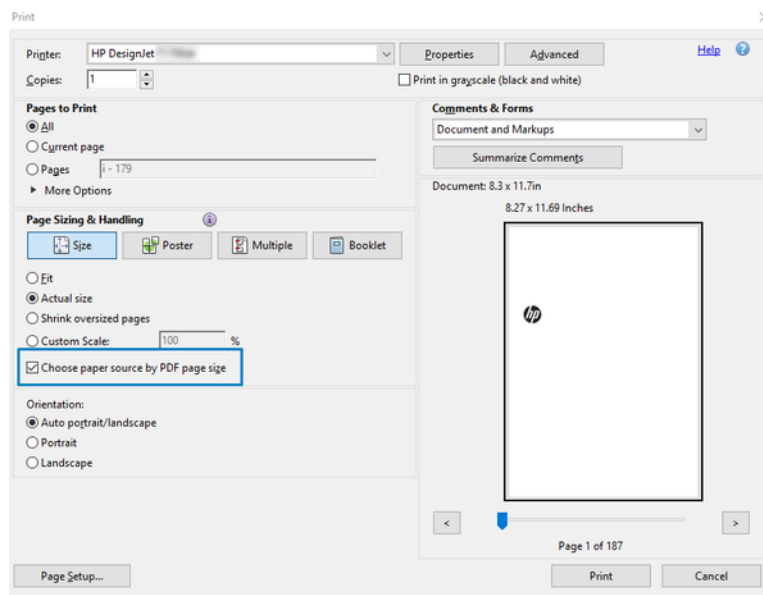 Print
Printer: HP DesignJet
Properties
Advanced
Help
Copies: 1
Print in grayscale (black and white)
Pages to Print
All
Current page
Pages i - 179
More Options
Comments & Forms
Document and Markups
Summarize Comments
Page Sizing & Handling
Size
Poster
Multiple
Booklet
Fit
Actual size
Shrink oversized pages
Custom Scale: 100 %
Choose paper source by PDF page size
Orientation:
Auto portrait/landscape
Portrait
Landscape
Document: 8.3 x 11.7in
8.27 x 11.69 Inches
hp
<
>
Page 1 of 187
Page Setup...
Print
Cancel